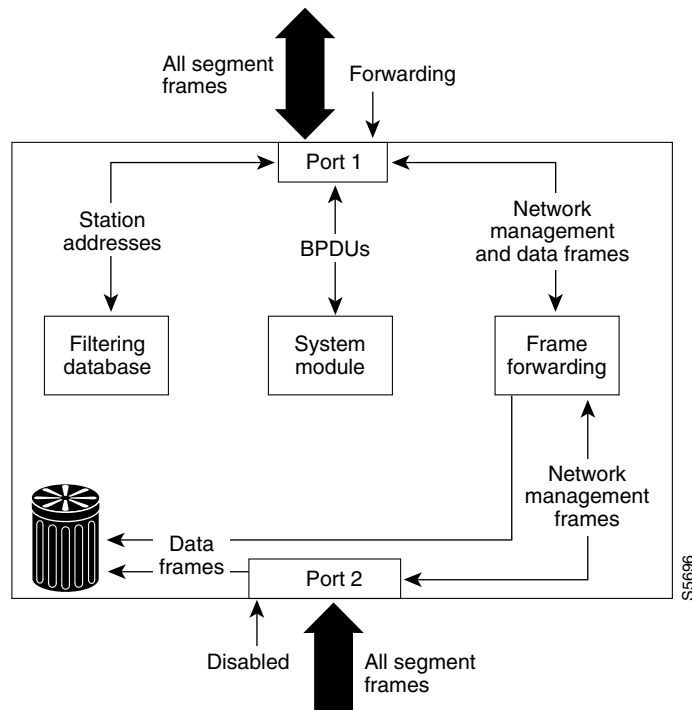 All segment
frames
Forwarding
Port 1
Station
addresses
BPDUs
Network
management
and data frames
Filtering
database
System
module
Frame
forwarding
Network
management
frames
Data
frames
Port 2
Disabled
All segment
frames
S5696